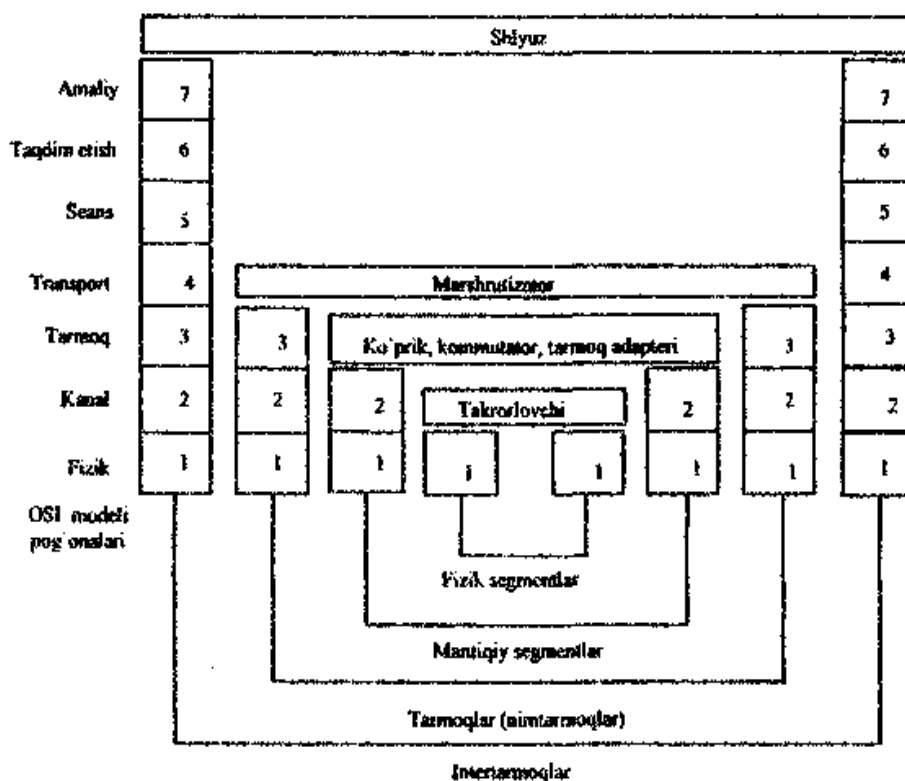 Shlyuz
Amaliy 7 7
Taqdim etish 6 6
Seans 5 5
Transport 4 Marshrutizator 4
Tarmoq 3 3 Ko`prik, kommutator, tarmoq adapteri 3 3
Kanal 2 2 2 Takrorlovchi 2 2 2
Fizik 1 1 1 1 1 1 1 1
OSI modeli
pog`onalari
Fizik segmentlar
Mantiqiy segmentlar
Tarmoqlar (nimtarmoqlar)
Intertarmoqlar